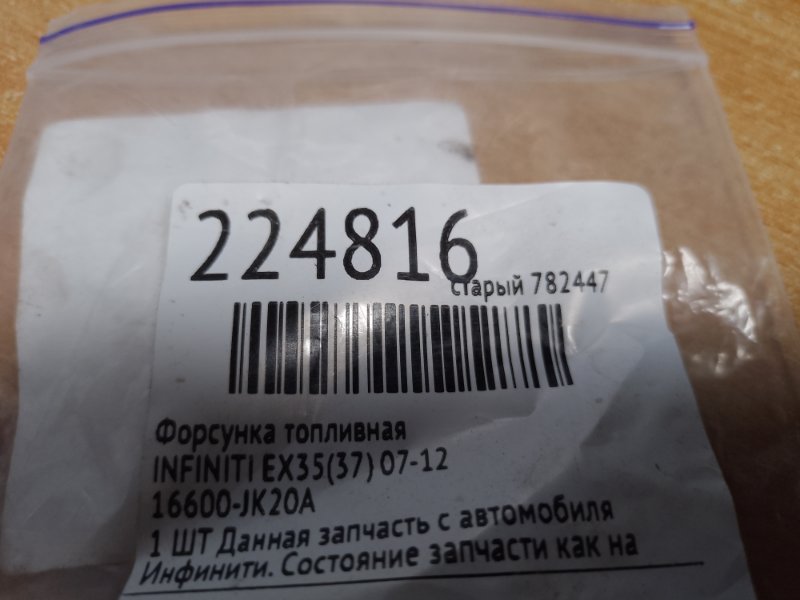 224816
старый 782447
Форсунка топливная
INFINITI EX35(37) 07-12
16600-JK20A
1 ШТ Данная запчасть с автомобиля
Инфинити. Состояние запчасти как на